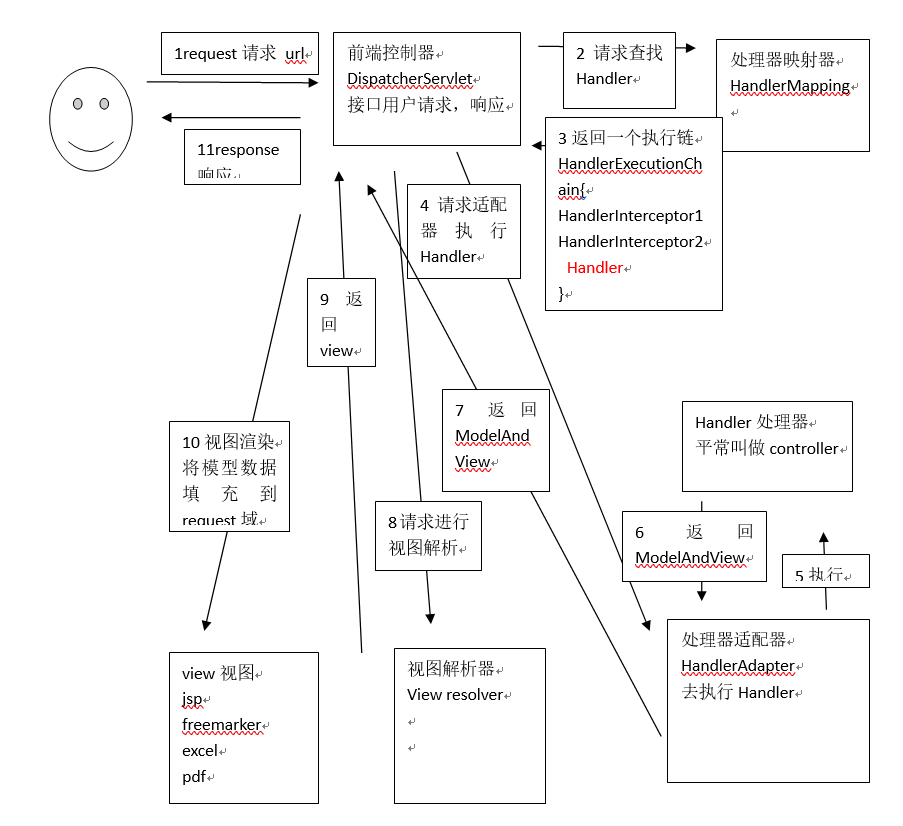 1request 请求 url
前端控制器
DispatcherServlet
接口用户请求，响应
2 请求查找
Handler
处理器映射器
HandlerMapping
3 返回一个执行链
HandlerExecutionCh
ain{
HandlerInterceptor1
HandlerInterceptor2
Handler
}
11response
响应
4 请求适配
器 执 行
Handler
9 返
回
view
7 返 回
ModelAnd
View
Handler 处理器
平常叫做 controller
10 视图渲染
将模型数据
填 充 到
request 域
8 请求进行
视图解析
6 返 回
ModelAndView
5 执行
处理器适配器
HandlerAdapter
去执行 Handler
view 视图
jsp
freemarker
excel
pdf
视图解析器
View resolver